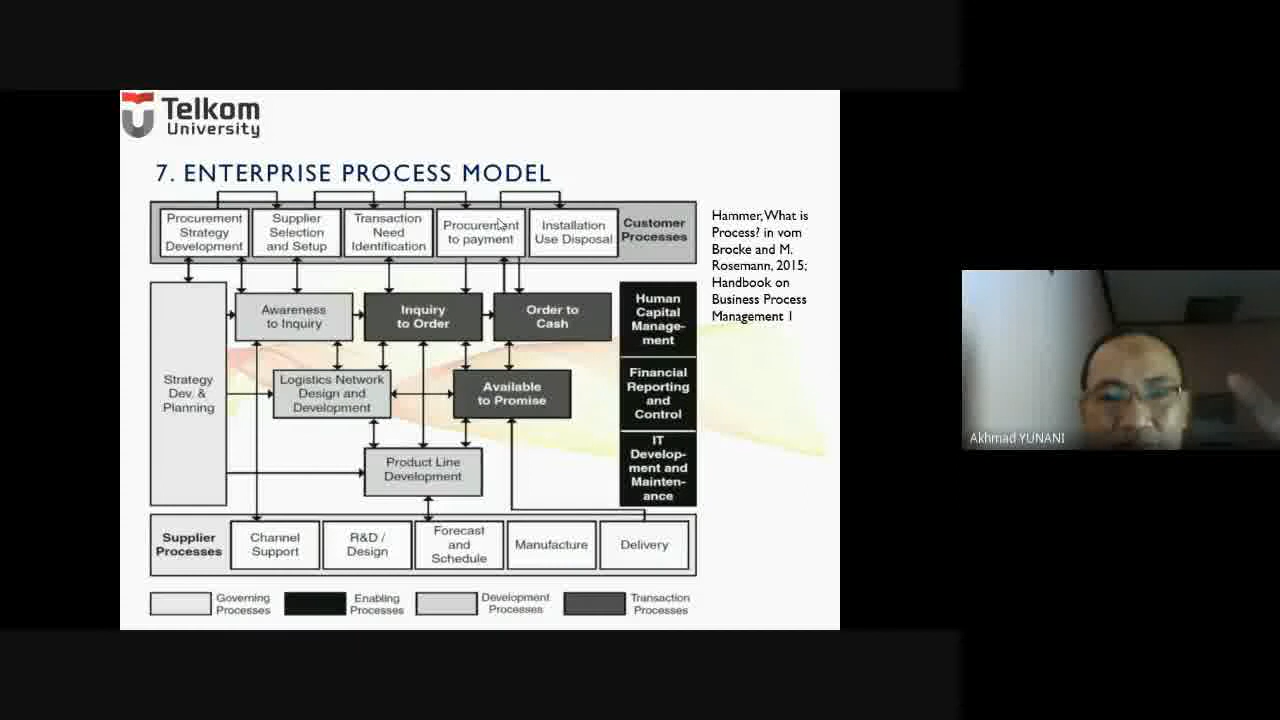 Telkom
University
7. ENTERPRISE PROCESS MODEL
Procurement
Strategy
Development
Supplier
Selection
and Setup
Transaction
Need
Identification
Procurement
to payment
Installation
Use Disposal
Customer
Processes
Hammer, What is
Process? in vom
Brocke and M.
Rosemann, 2015;
Handbook on
Business Process
Management 1
Strategy
Dev. &
Planning
Awareness
to Inquiry
Inquiry
to Order
Order to
Cash
Human
Capital
Manage-
ment
Logistics Network
Design and
Development
Available
to Promise
Financial
Reporting
and
Control
Product Line
Development
IT
Develop-
ment and
Mainten-
ance
Supplier
Processes
Channel
Support
R&D /
Design
Forecast
and
Schedule
Manufacture
Delivery
Governing
Processes
Enabling
Processes
Development
Processes
Transaction
Processes
Akhmad YUNANI